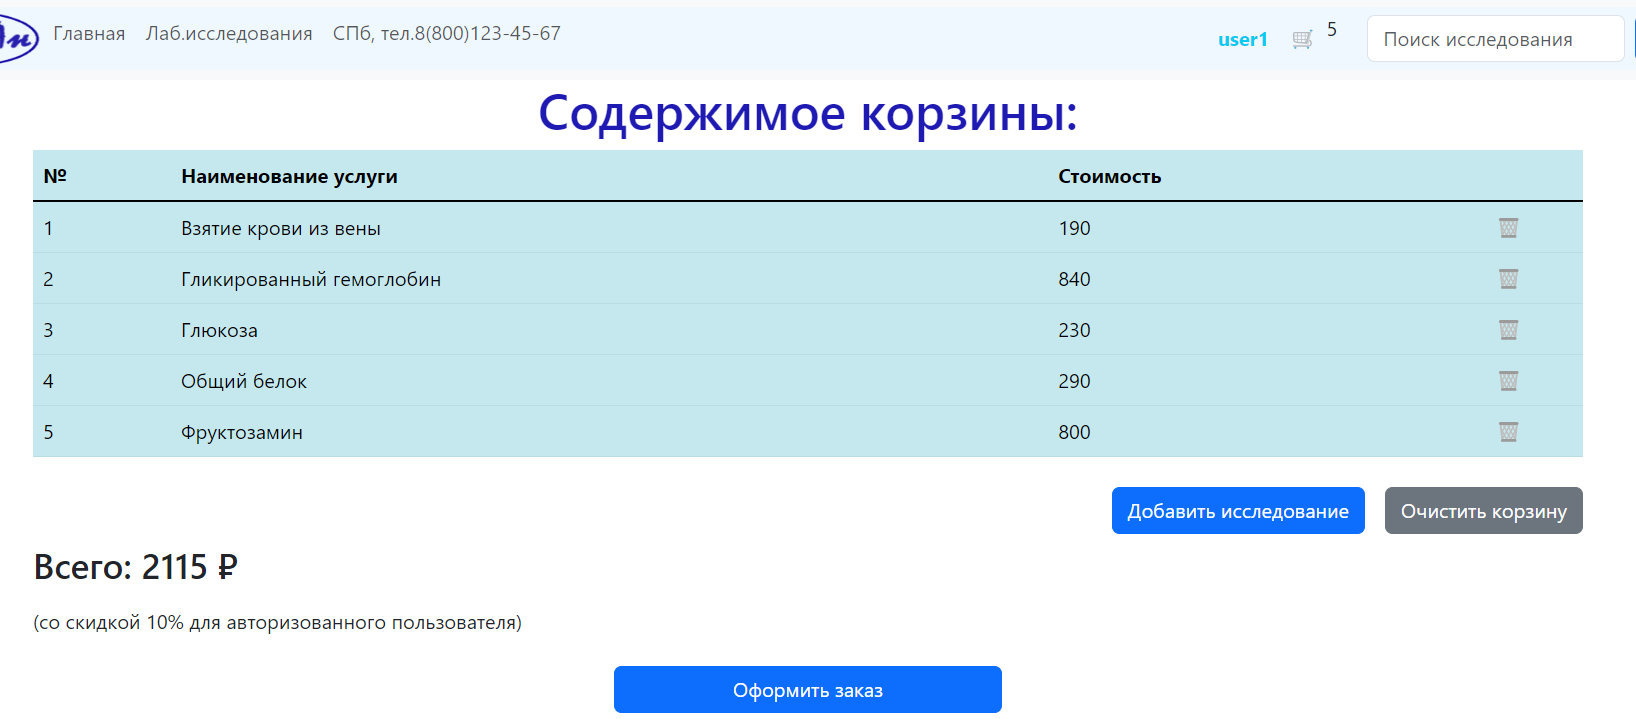 Главная Лаб.исследования СПб, тел.8(800)123-45-67 user1 5 Поиск исследования
Содержимое корзины:
№ Наименование услуги Стоимость
1 Взятие крови из вены 190
2 Гликированный гемоглобин 840
3 Глюкоза 230
4 Общий белок 290
5 Фруктозамин 800
Добавить исследование Очистить корзину
Всего: 2115 ₽
(со скидкой 10% для авторизованного пользователя)
Оформить заказ